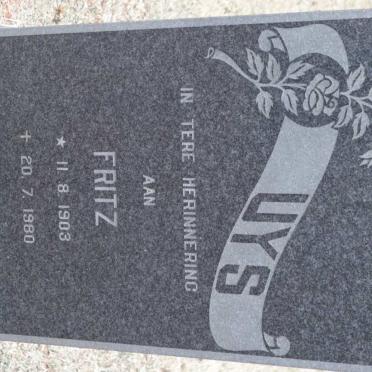 UYS
IN TERE HERINNERING
AAN
FRITZ
★ 11. 8. 1903
✝ 20. 7. 1980